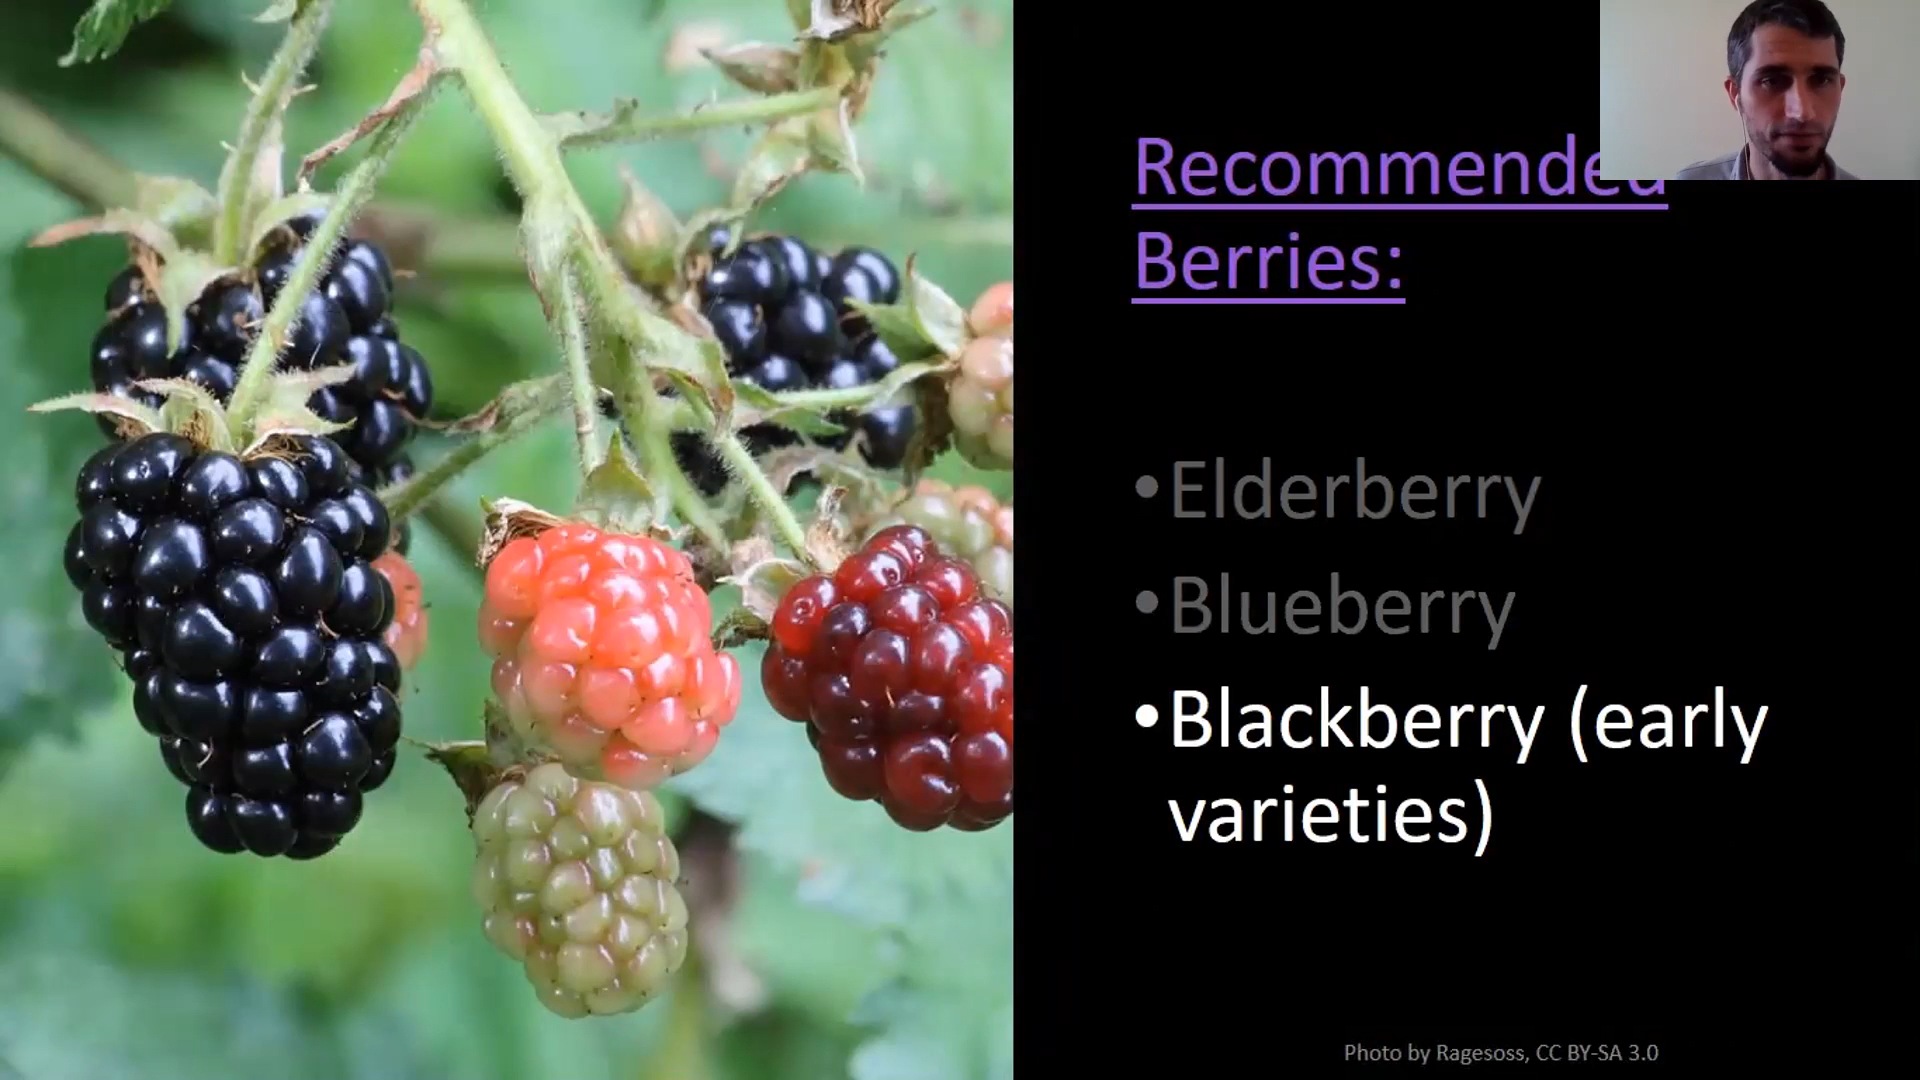 Recommended
Berries:
•Elderberry
•Blueberry
•Blackberry (early
varieties)
Photo by Ragesoss, CC BY-SA 3.0